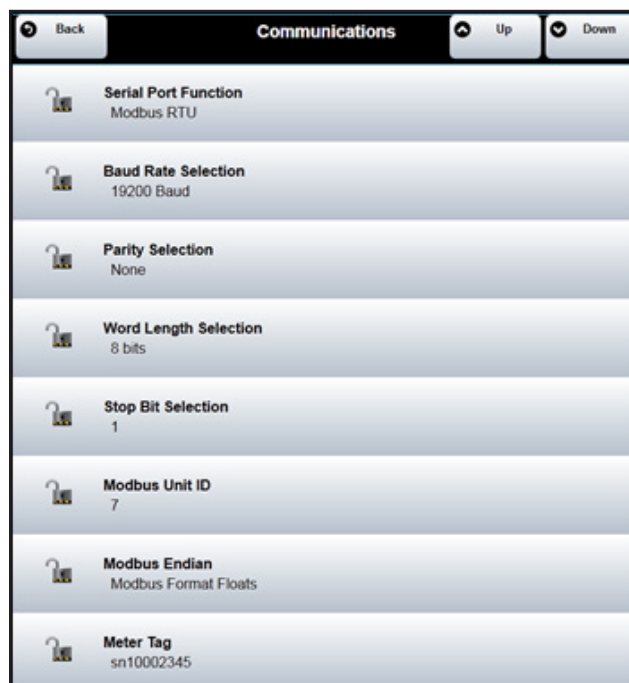 Back
Communications
Up
Down
Serial Port Function
Modbus RTU
Baud Rate Selection
19200 Baud
Parity Selection
None
Word Length Selection
8 bits
Stop Bit Selection
1
Modbus Unit ID
7
Modbus Endian
Modbus Format Floats
Meter Tag
sn10002345